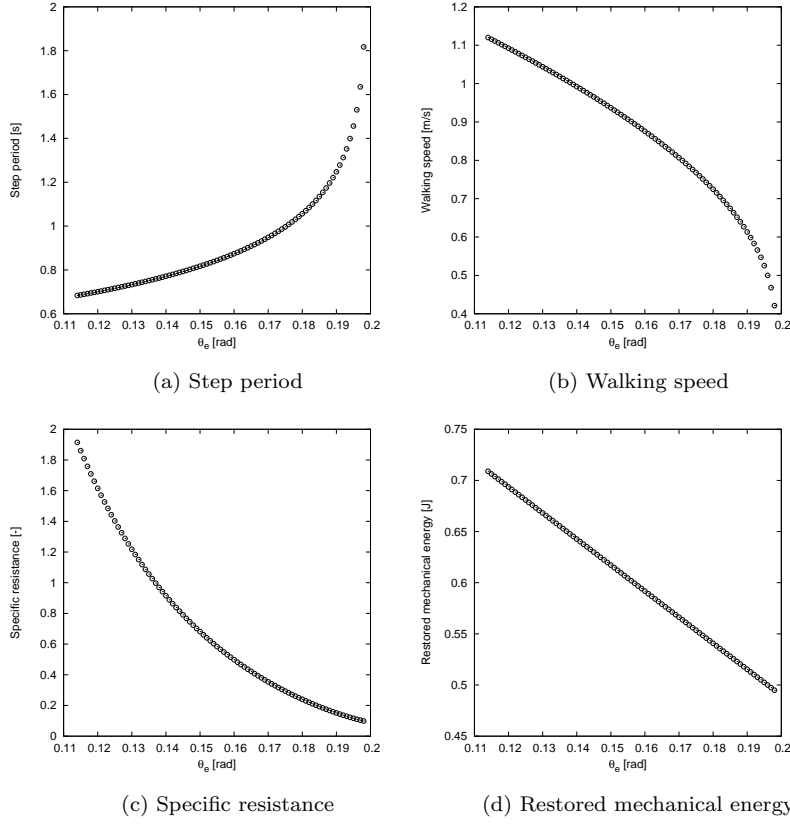 2
1.8
1.6
1.4
1.2
1
0.8
0.6
Step period [s]
0.11 0.12 0.13 0.14 0.15 0.16 0.17 0.18 0.19 0.2
θe [rad]
(a) Step period
1.2
1.1
1
0.9
0.8
0.7
0.6
0.5
0.4
Walking speed [m/s]
0.11 0.12 0.13 0.14 0.15 0.16 0.17 0.18 0.19 0.2
θe [rad]
(b) Walking speed
2
1.8
1.6
1.4
1.2
1
0.8
0.6
0.4
0.2
0
Specific resistance [-]
0.11 0.12 0.13 0.14 0.15 0.16 0.17 0.18 0.19 0.2
θe [rad]
(c) Specific resistance
0.75
0.7
0.65
0.6
0.55
0.5
0.45
Restored mechanical energy [J]
0.11 0.12 0.13 0.14 0.15 0.16 0.17 0.18 0.19 0.2
θe [rad]
(d) Restored mechanical energy